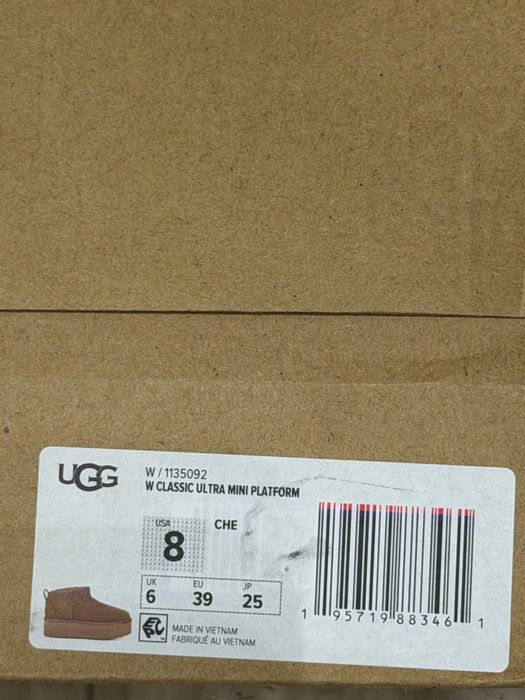 UGG
W / 1135092
W CLASSIC ULTRA MINI PLATFORM
USA
8
CHE
UK EU JP
6 39 25
MADE IN VIETNAM
FABRIQUÉ AU VIETNAM
1 95719 88346 1